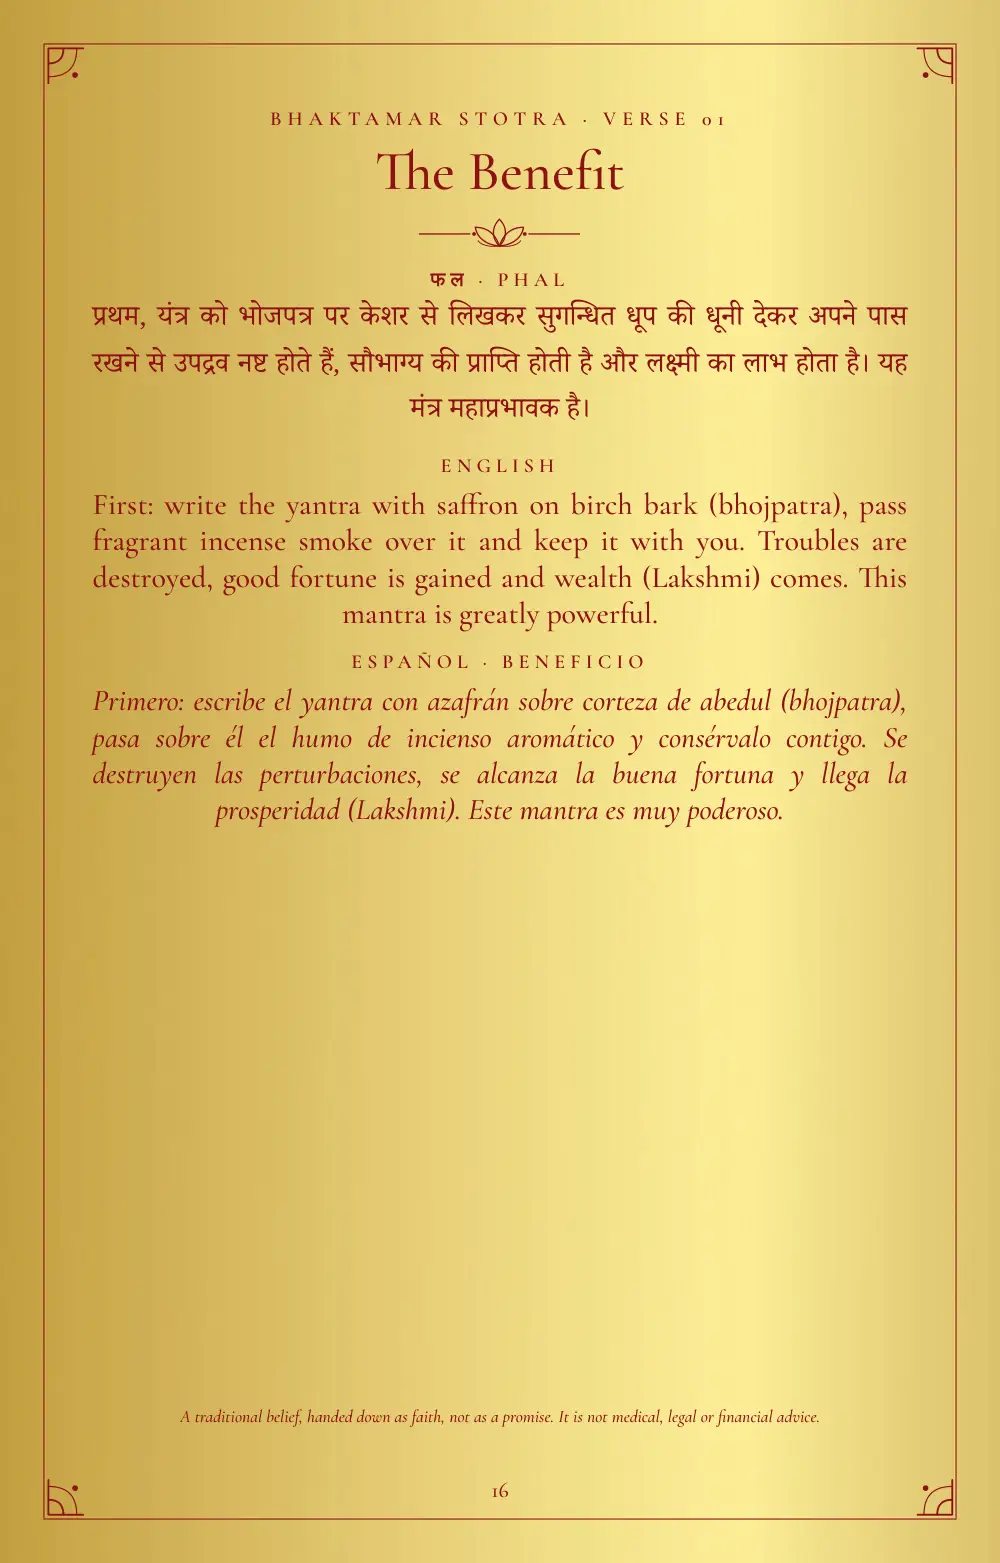 BHAKTAMAR STOTRA · VERSE 01
The Benefit
फल · PHAL
प्रथम, यंत्र को भोजपत्र पर केशर से लिखकर सुगन्धित धूप की धूनी देकर अपने पास
रखने से उपद्रव नष्ट होते हैं, सौभाग्य की प्राप्ति होती है और लक्ष्मी का लाभ होता है। यह
मंत्र महाप्रभावक है।
ENGLISH
First: write the yantra with saffron on birch bark (bhojpatra), pass
fragrant incense smoke over it and keep it with you. Troubles are
destroyed, good fortune is gained and wealth (Lakshmi) comes. This
mantra is greatly powerful.
ESPAÑOL · BENEFICIO
Primero: escribe el yantra con azafrán sobre corteza de abedul (bhojpatra),
pasa sobre él el humo de incienso aromático y consérvalo contigo. Se
destruyen las perturbaciones, se alcanza la buena fortuna y llega la
prosperidad (Lakshmi). Este mantra es muy poderoso.
A traditional belief, handed down as faith, not as a promise. It is not medical, legal or financial advice.
16